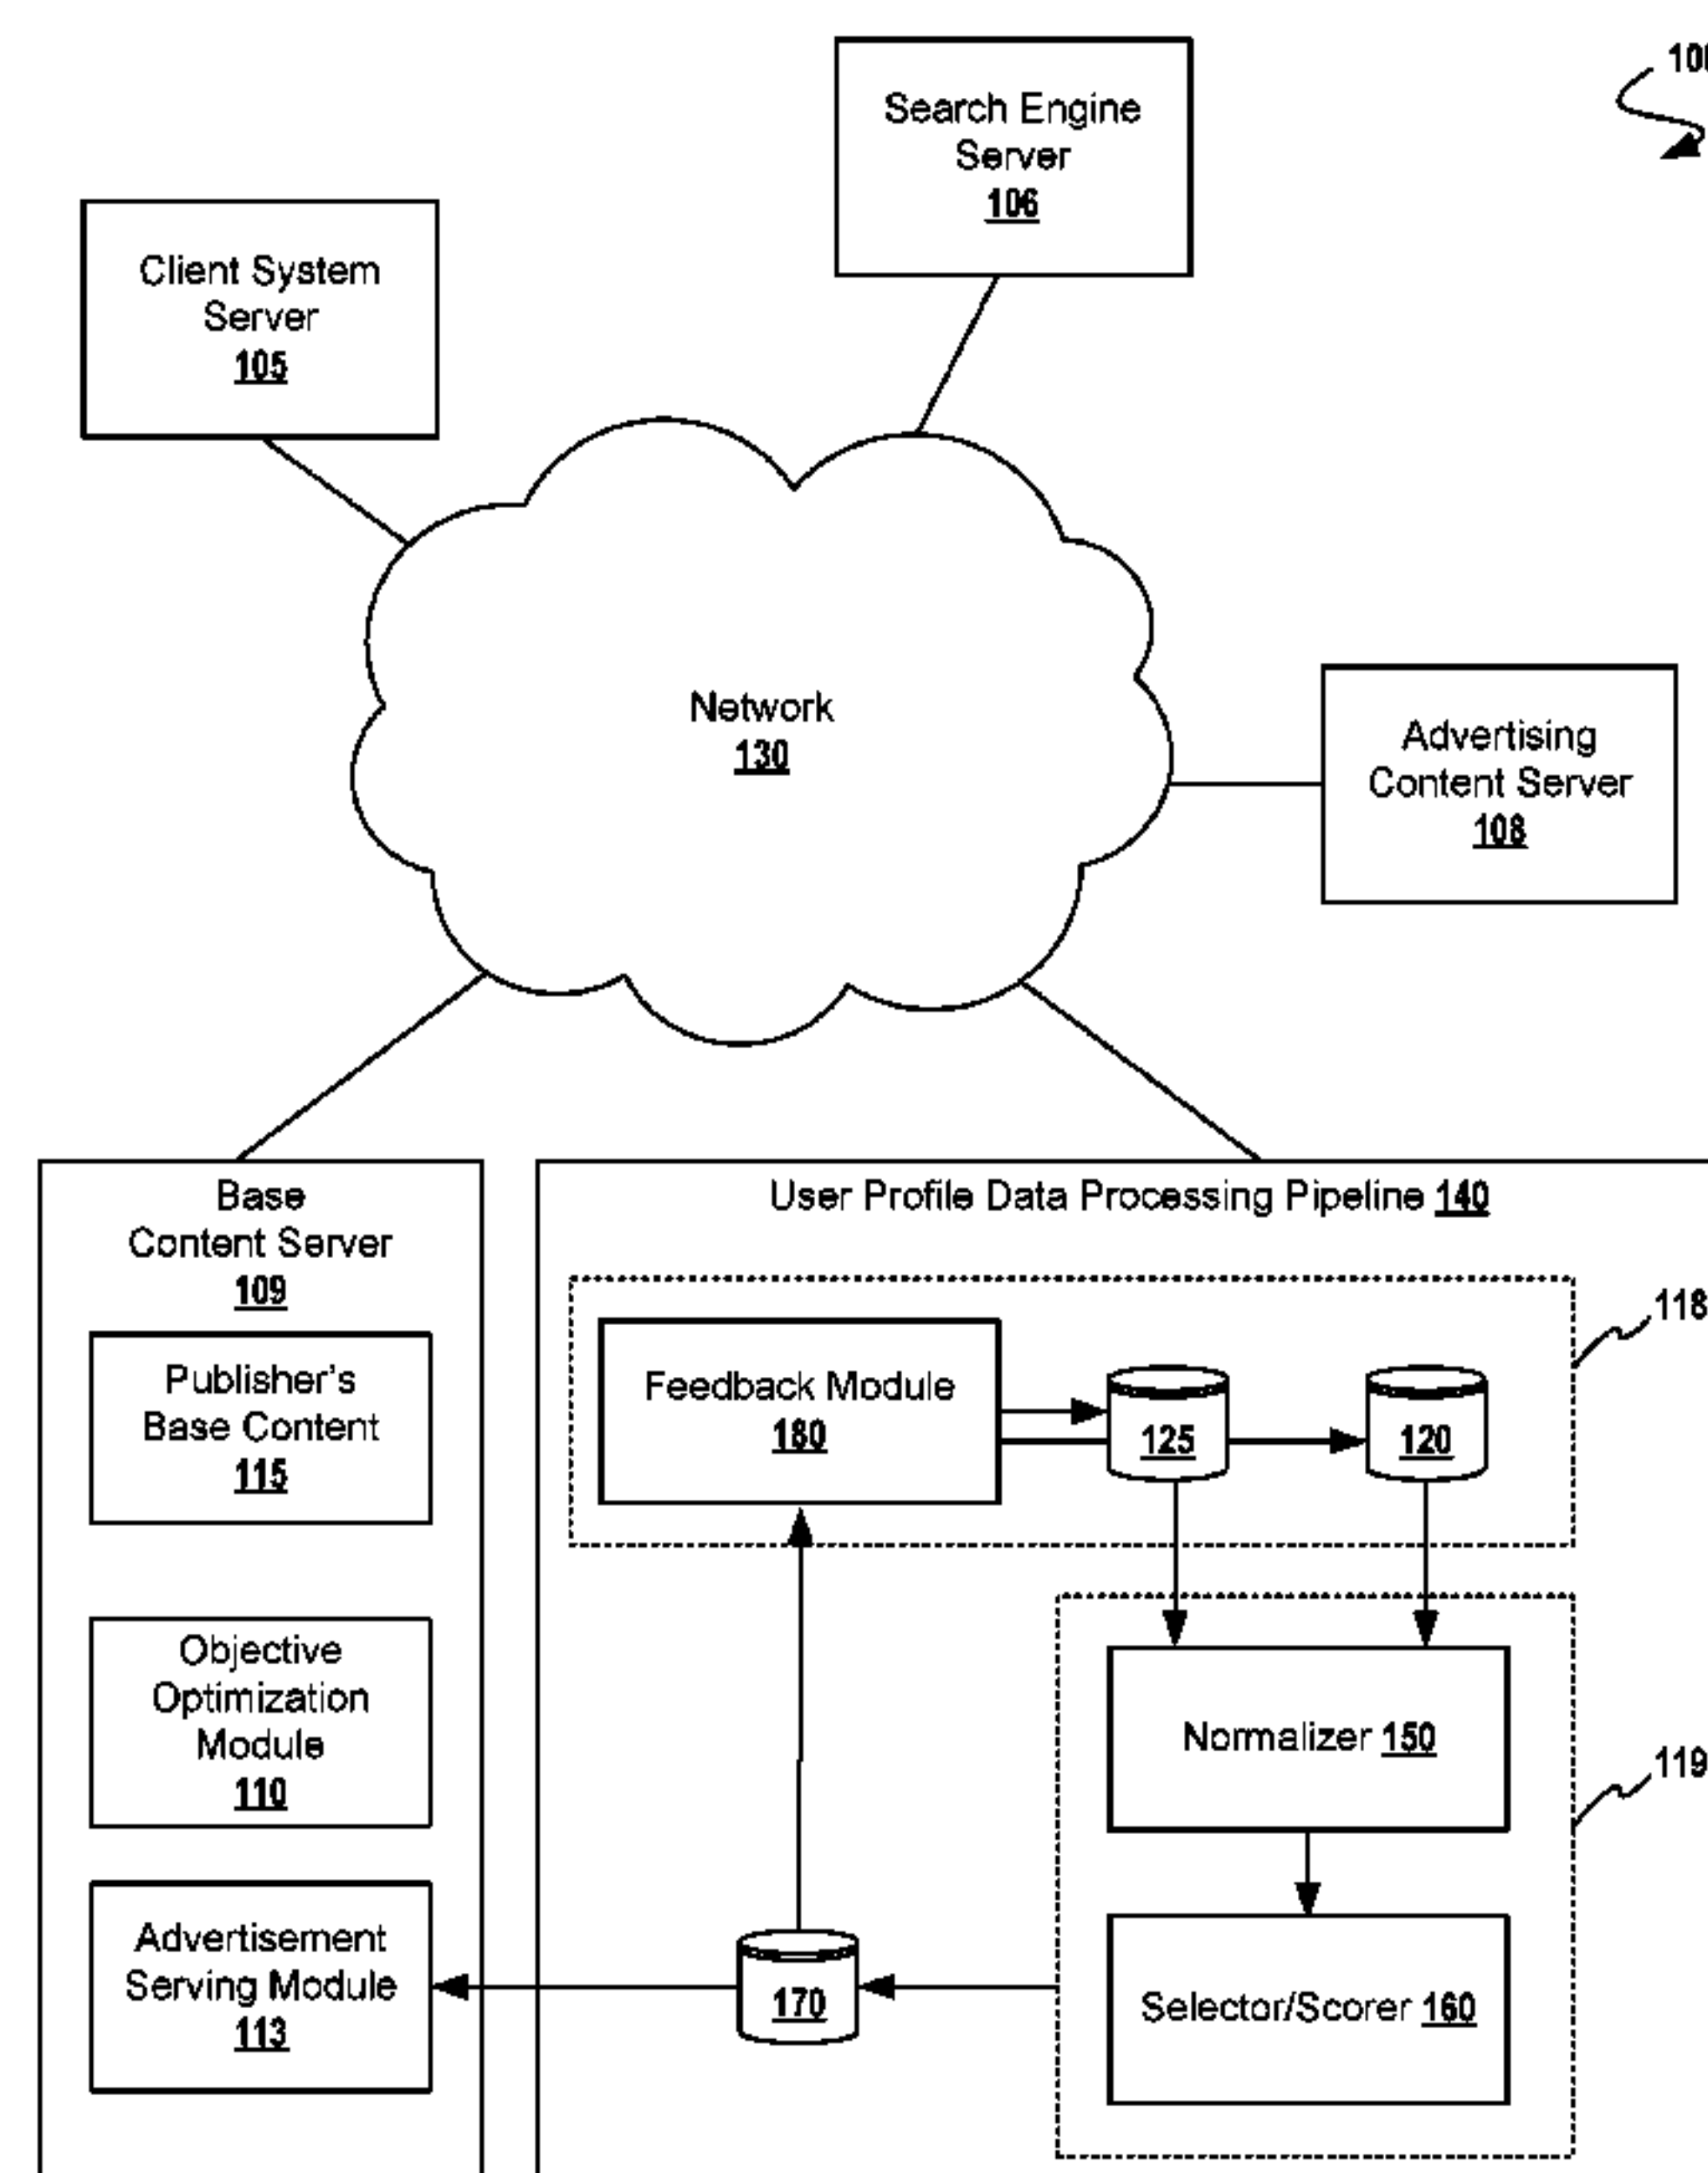 100
Search Engine
Server
106
Client System
Server
105
Network
130
Advertising
Content Server
108
Base
Content Server
109
Publisher's
Base Content
115
Objective
Optimization
Module
110
Advertisement
Serving Module
113
User Profile Data Processing Pipeline 140
118
Feedback Module
180
125
120
Normalizer 150
119
Selector/Scorer 160
170